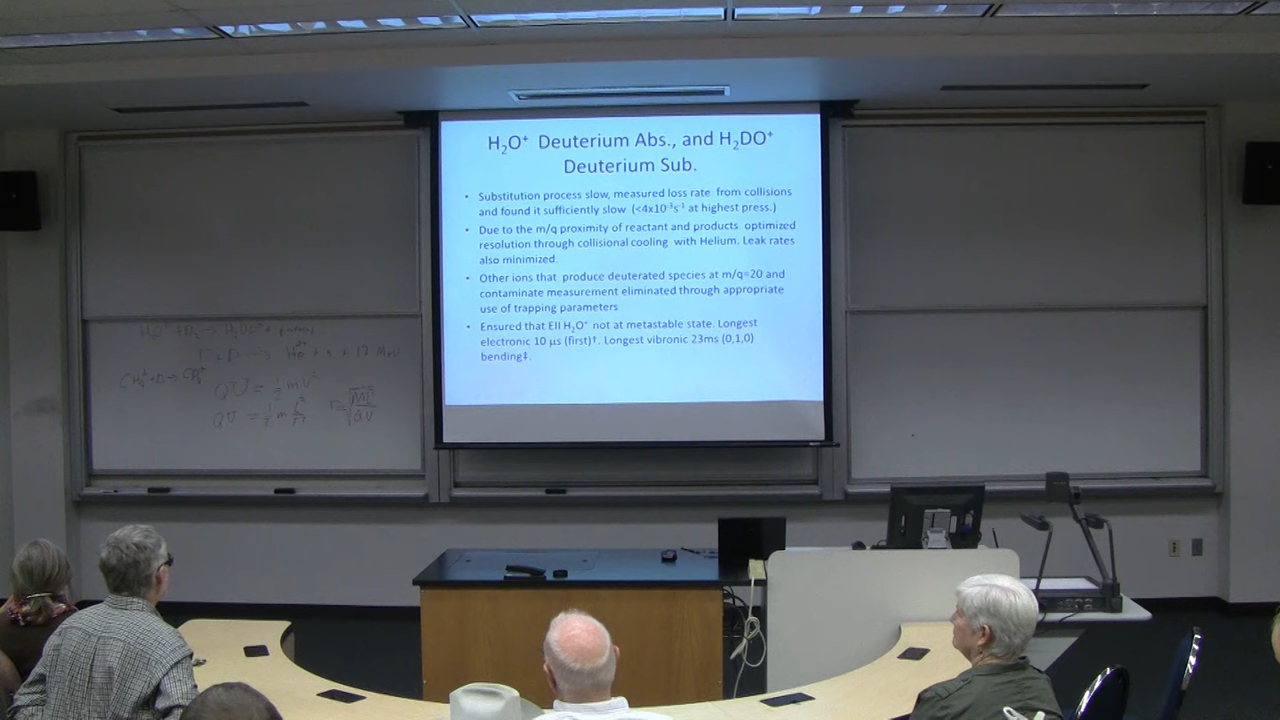 H₂O⁺ Deuterium Abs., and H₂DO⁺
Deuterium Sub.
• Substitution process slow, measured loss rate from collisions
and found it sufficiently slow (<4x10⁻³s⁻¹ at highest press.)
• Due to the m/q proximity of reactant and products optimized
resolution through collisional cooling with Helium. Leak rates
also minimized.
• Other ions that produce deuterated species at m/q=20 and
contaminate measurement eliminated through appropriate
use of trapping parameters
• Ensured that EII H₂O⁺ not at metastable state. Longest
electronic 10 µs (first)†. Longest vibronic 23ms (0,1,0)
bending‡.
QU = ½ m v²